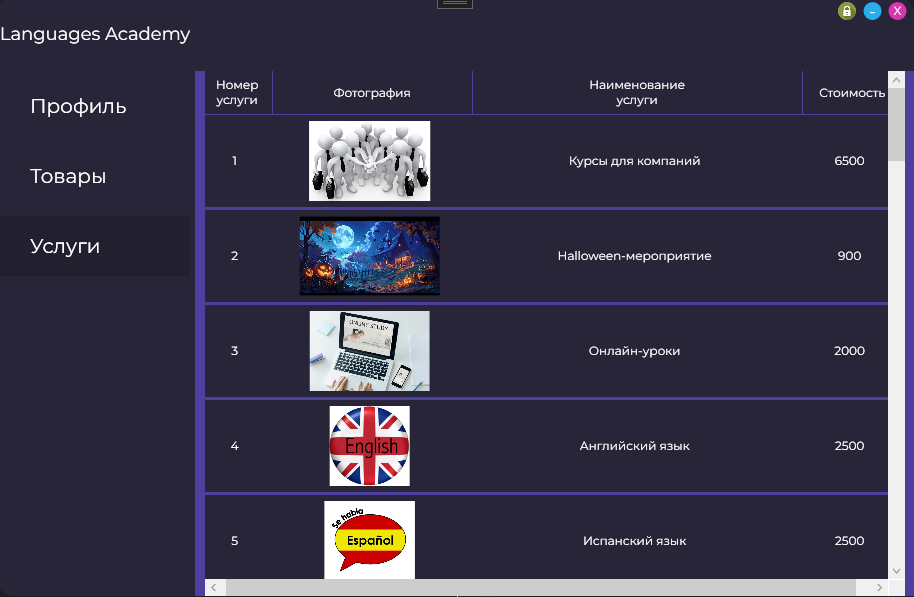 Languages Academy
X
Профиль
Товары
Услуги
Номер
услуги
Фотография
Наименование
услуги
Стоимость
1
Курсы для компаний
6500
2
Halloween-мероприятие
900
ONLINE STUDY
3
Онлайн-уроки
2000
4
English
Английский язык
2500
Se habla
Español
5
Испанский язык
2500